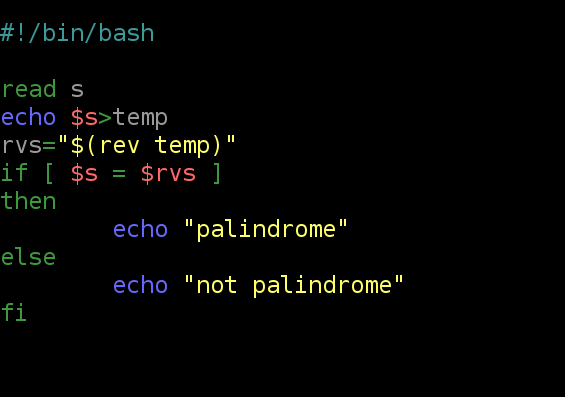 #!/bin/bash

read s
echo $s>temp
rvs="$(rev temp)"
if [ $s = $rvs ]
then
        echo "palindrome"
else
        echo "not palindrome"
fi